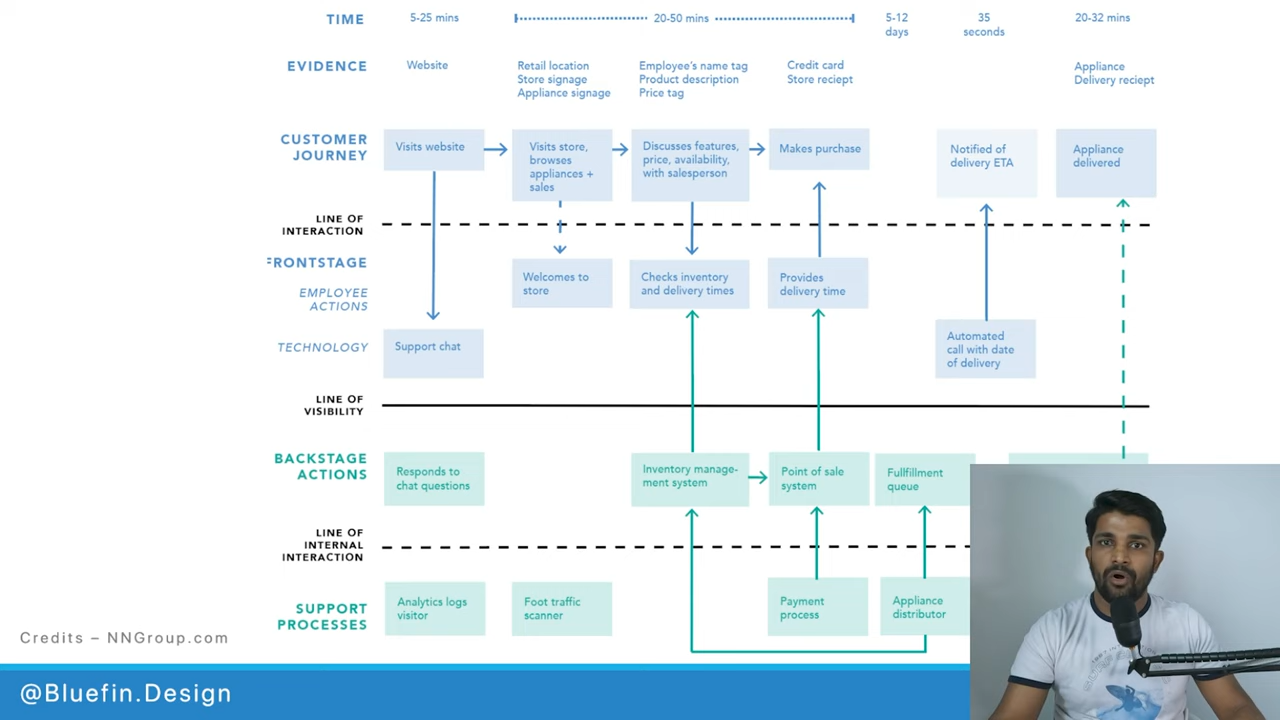 TIME
5-25 mins
20-50 mins
5-12
days
35
seconds
20-32 mins
EVIDENCE
Website
Retail location
Store signage
Appliance signage
Employee's name tag
Product description
Price tag
Credit card
Store reciept
Appliance
Delivery reciept
CUSTOMER
JOURNEY
Visits website
Visits store,
browses
appliances +
sales
Discusses features,
price, availability,
with salesperson
Makes purchase
Notified of
delivery ETA
Appliance
delivered
LINE OF
INTERACTION
FRONTSTAGE
EMPLOYEE
ACTIONS
Welcomes to
store
Checks inventory
and delivery times
Provides
delivery time
TECHNOLOGY
Support chat
Automated
call with date
of delivery
LINE OF
VISIBILITY
BACKSTAGE
ACTIONS
Responds to
chat questions
Inventory manage-
ment system
Point of sale
system
Fullfillment
queue
LINE OF
INTERNAL
INTERACTION
SUPPORT
PROCESSES
Analytics logs
visitor
Foot traffic
scanner
Payment
process
Appliance
distributor
Credits – NNGroup.com
@Bluefin.Design